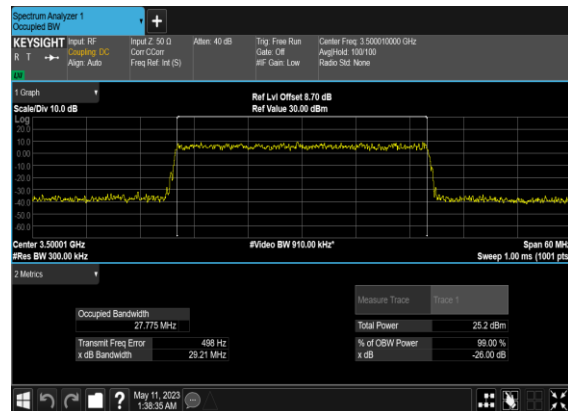 Spectrum Analyzer 1
Occupied BW
+
KEYSIGHT
R T
LXI
Input: RF
Coupling: DC
Align: Auto
Input Z: 50 Ω
Corr CCorr
Freq Ref: Int (S)
Atten: 40 dB
Trig: Free Run
Gate: Off
#IF Gain: Low
Center Freq: 3.500010000 GHz
Avg|Hold: 100/100
Radio Std: None
1 Graph
Scale/Div 10.0 dB
Ref Lvl Offset 8.70 dB
Ref Value 30.00 dBm
Log
20.0
10.0
0.00
-10.0
-20.0
-30.0
-40.0
-50.0
-60.0
Center 3.50001 GHz
#Res BW 300.00 kHz
#Video BW 910.00 kHz*
Span 60 MHz
Sweep 1.00 ms (1001 pts)
2 Metrics
Measure Trace
Trace 1
Occupied Bandwidth
27.775 MHz
Total Power 25.2 dBm
Transmit Freq Error 498 Hz
% of OBW Power 99.00 %
x dB Bandwidth 29.21 MHz
x dB -26.00 dB
?
May 11, 2023
1:38:35 AM